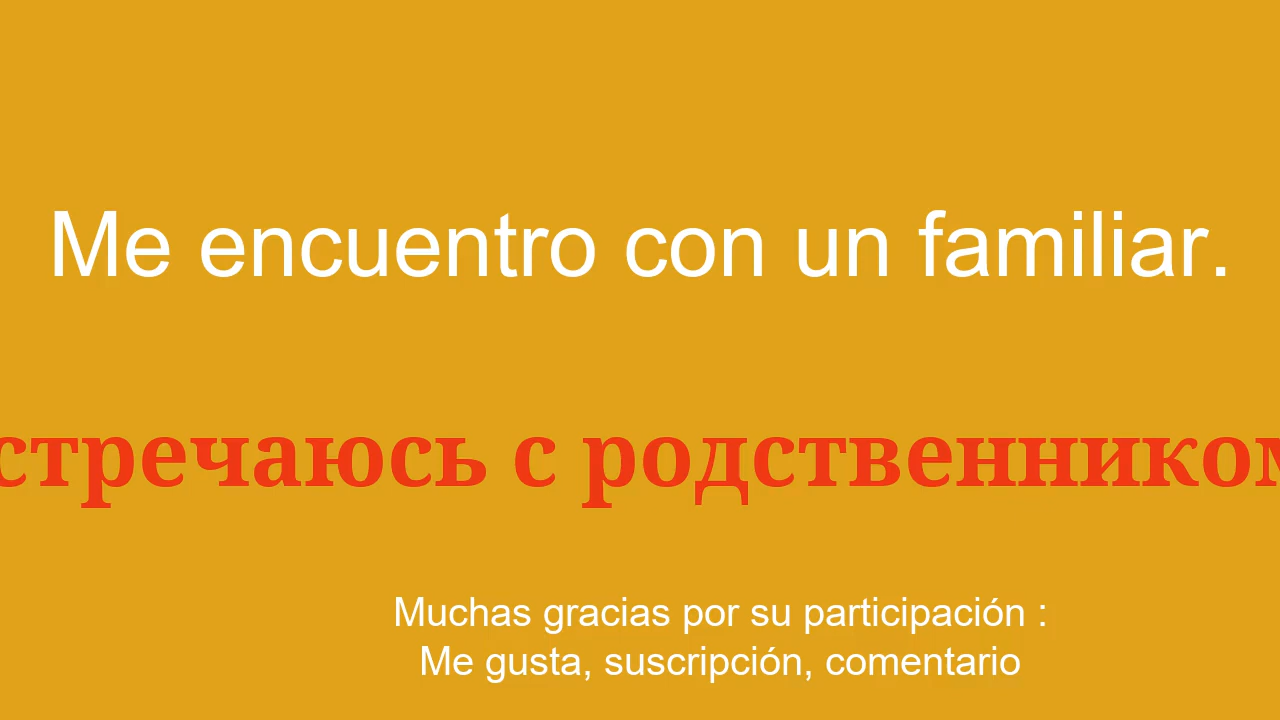 Me encuentro con un familiar.
стречаюсь с родственником
Muchas gracias por su participación :
Me gusta, suscripción, comentario